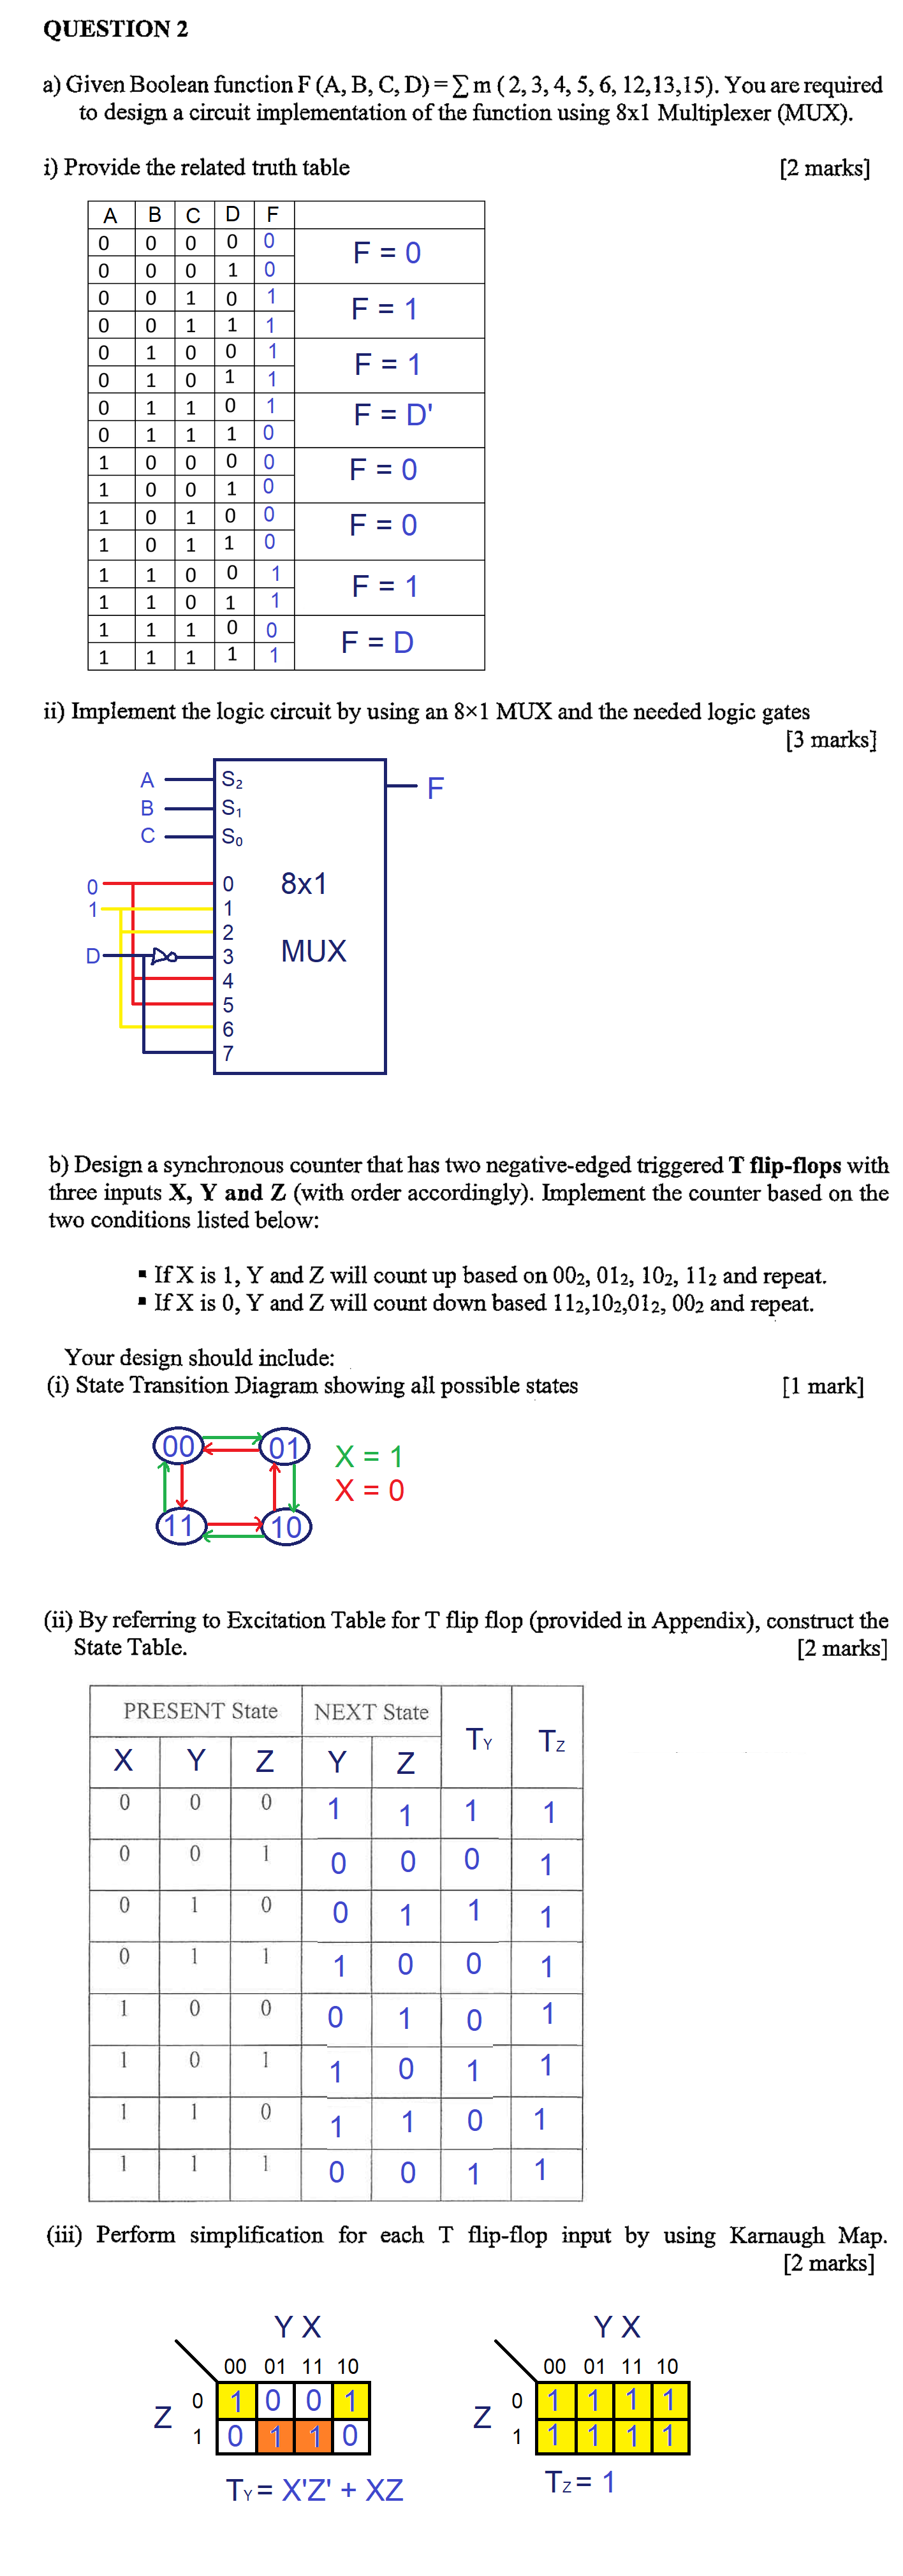 QUESTION 2
a) Given Boolean function F (A, B, C, D) = ∑ m ( 2, 3, 4, 5, 6, 12,13,15). You are required
to design a circuit implementation of the function using 8x1 Multiplexer (MUX).
i) Provide the related truth table [2 marks]
A B C D F
0 0 0 0 0
F = 0
0 0 0 1 0
0 0 1 0 1
F = 1
0 0 1 1 1
0 1 0 0 1
F = 1
0 1 0 1 1
0 1 1 0 1
F = D'
0 1 1 1 0
1 0 0 0 0
F = 0
1 0 0 1 0
1 0 1 0 0
F = 0
1 0 1 1 0
1 1 0 0 1
F = 1
1 1 0 1 1
1 1 1 0 0
F = D
1 1 1 1 1
ii) Implement the logic circuit by using an 8×1 MUX and the needed logic gates
[3 marks]
A S2 F
B S1
C S0
0 0 8x1
1 1
2
D 3 MUX
4
5
6
7
b) Design a synchronous counter that has two negative-edged triggered T flip-flops with
three inputs X, Y and Z (with order accordingly). Implement the counter based on the
two conditions listed below:
▪ If X is 1, Y and Z will count up based on 002, 012, 102, 112 and repeat.
▪ If X is 0, Y and Z will count down based 112,102,012, 002 and repeat.
Your design should include:
(i) State Transition Diagram showing all possible states [1 mark]
00 01 X = 1
X = 0
11 10
(ii) By referring to Excitation Table for T flip flop (provided in Appendix), construct the
State Table. [2 marks]
PRESENT State NEXT State TY TZ
X Y Z Y Z
0 0 0 1 1 1 1
0 0 1 0 0 0 1
0 1 0 0 1 1 1
0 1 1 1 0 0 1
1 0 0 0 1 0 1
1 0 1 1 0 1 1
1 1 0 1 1 0 1
1 1 1 0 0 1 1
(iii) Perform simplification for each T flip-flop input by using Karnaugh Map.
[2 marks]
Y X Y X
00 01 11 10 00 01 11 10
Z 0 1 0 0 1 Z 0 1 1 1 1
1 0 1 1 0 1 1 1 1 1
TY = X'Z' + XZ TZ = 1